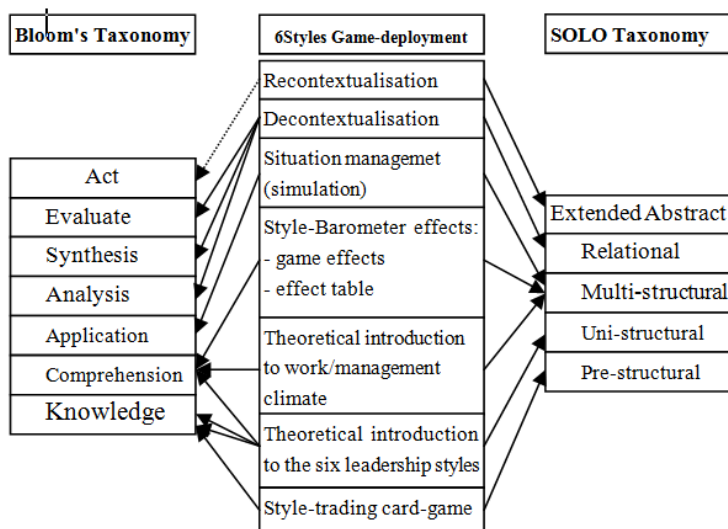 Bloom's Taxonomy
Act
Evaluate
Synthesis
Analysis
Application
Comprehension
Knowledge
6Styles Game-deployment
Recontextualisation
Decontextualisation
Situation managemet
(simulation)
Style-Barometer effects:
- game effects
- effect table
Theoretical introduction
to work/management
climate
Theoretical introduction
to the six leadership styles
Style-trading card-game
SOLO Taxonomy
Extended Abstract
Relational
Multi-structural
Uni-structural
Pre-structural